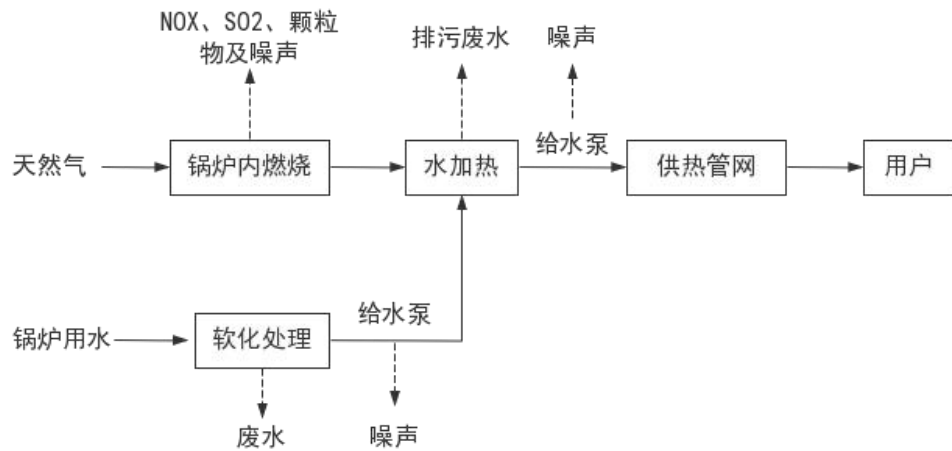 NOX、SO2、颗粒
物及噪声
排污废水
噪声
天然气
锅炉内燃烧
水加热
给水泵
供热管网
用户
锅炉用水
软化处理
给水泵
废水
噪声